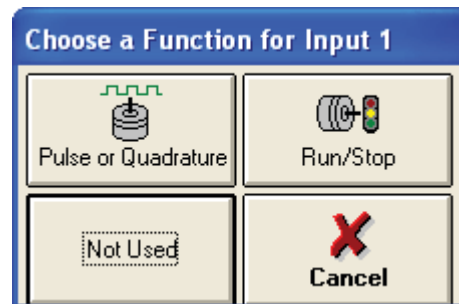 Choose a Function for Input 1
Pulse or Quadrature
Run/Stop
Not Used
Cancel